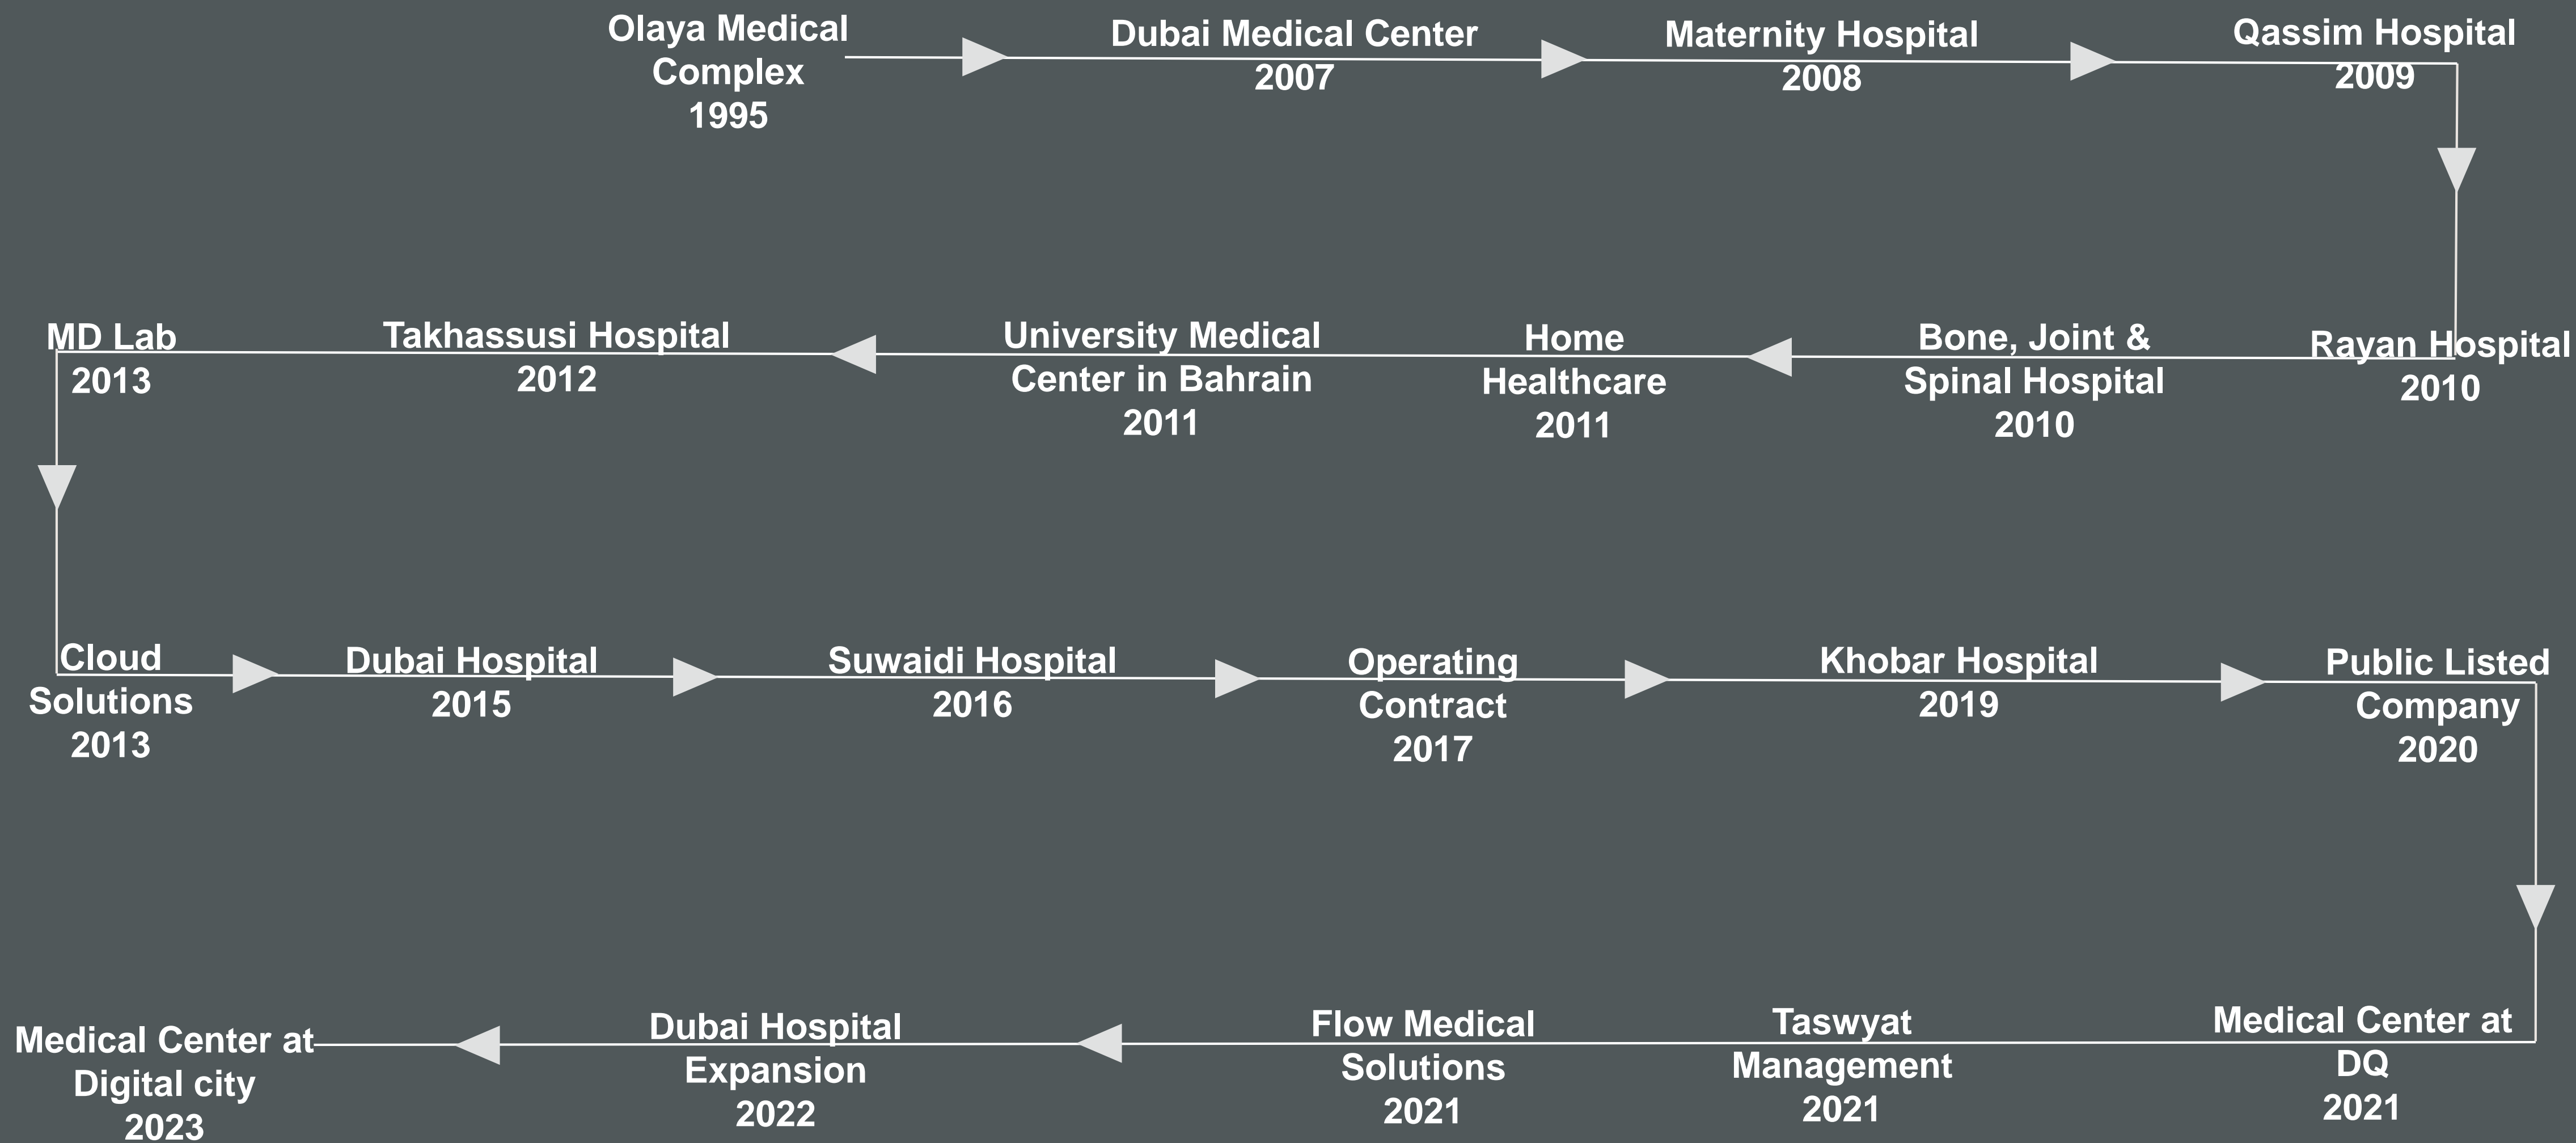 Olaya Medical
Complex
1995
Dubai Medical Center
2007
Maternity Hospital
2008
Qassim Hospital
2009
Rayan Hospital
2010
Bone, Joint &
Spinal Hospital
2010
Home
Healthcare
2011
University Medical
Center in Bahrain
2011
Takhassusi Hospital
2012
MD Lab
2013
Cloud
Solutions
2013
Dubai Hospital
2015
Suwaidi Hospital
2016
Operating
Contract
2017
Khobar Hospital
2019
Public Listed
Company
2020
Medical Center at
DQ
2021
Taswyat
Management
2021
Flow Medical
Solutions
2021
Dubai Hospital
Expansion
2022
Medical Center at
Digital city
2023